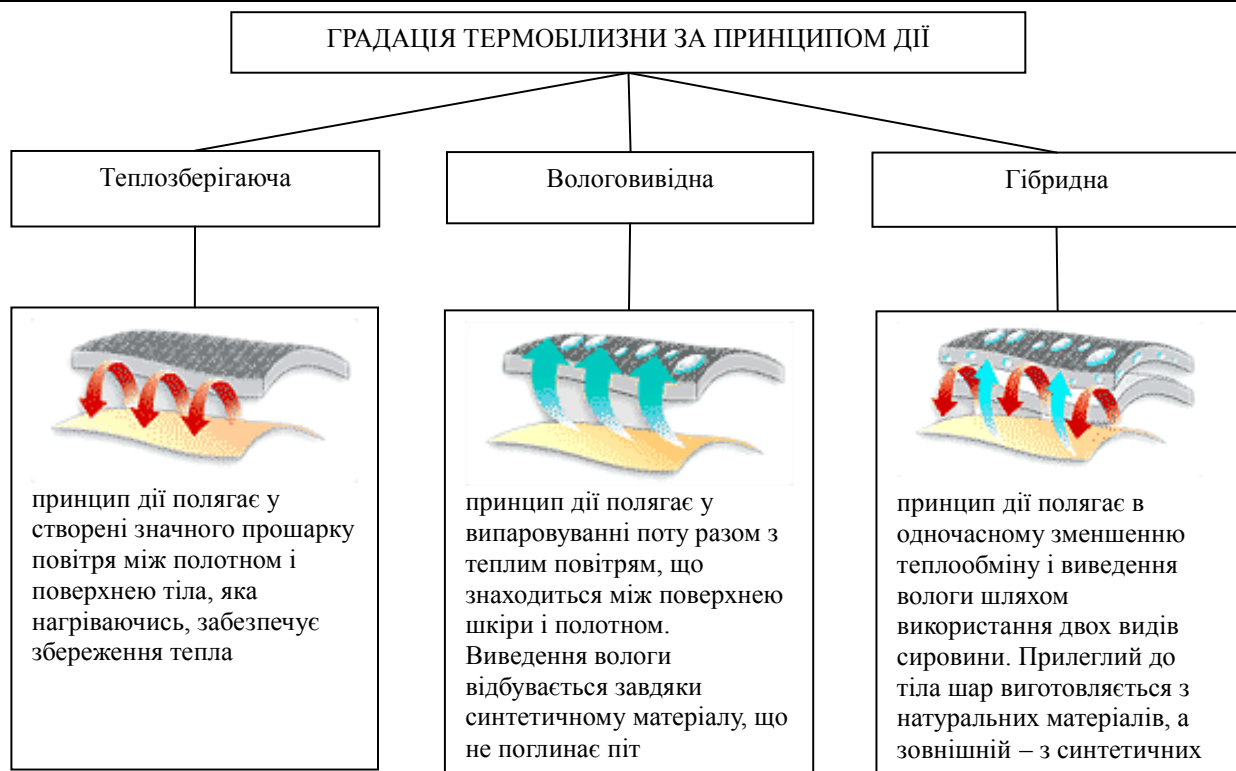 ГРАДАЦІЯ ТЕРМОБІЛИЗНИ ЗА ПРИНЦИПОМ ДІЇ
Теплозберігаюча
Вологовивідна
Гібридна
принцип дії полягає у
створені значного прошарку
повітря між полотном і
поверхнею тіла, яка
нагріваючись, забезпечує
збереження тепла
принцип дії полягає у
випаровуванні поту разом з
теплим повітрям, що
знаходиться між поверхнею
шкіри і полотном.
Виведення вологи
відбувається завдяки
синтетичному матеріалу, що
не поглинає піт
принцип дії полягає в
одночасному зменшенню
теплообміну і виведення
вологи шляхом
використання двох видів
сировини. Прилеглий до
тіла шар виготовляється з
натуральних матеріалів, а
зовнішній – з синтетичних